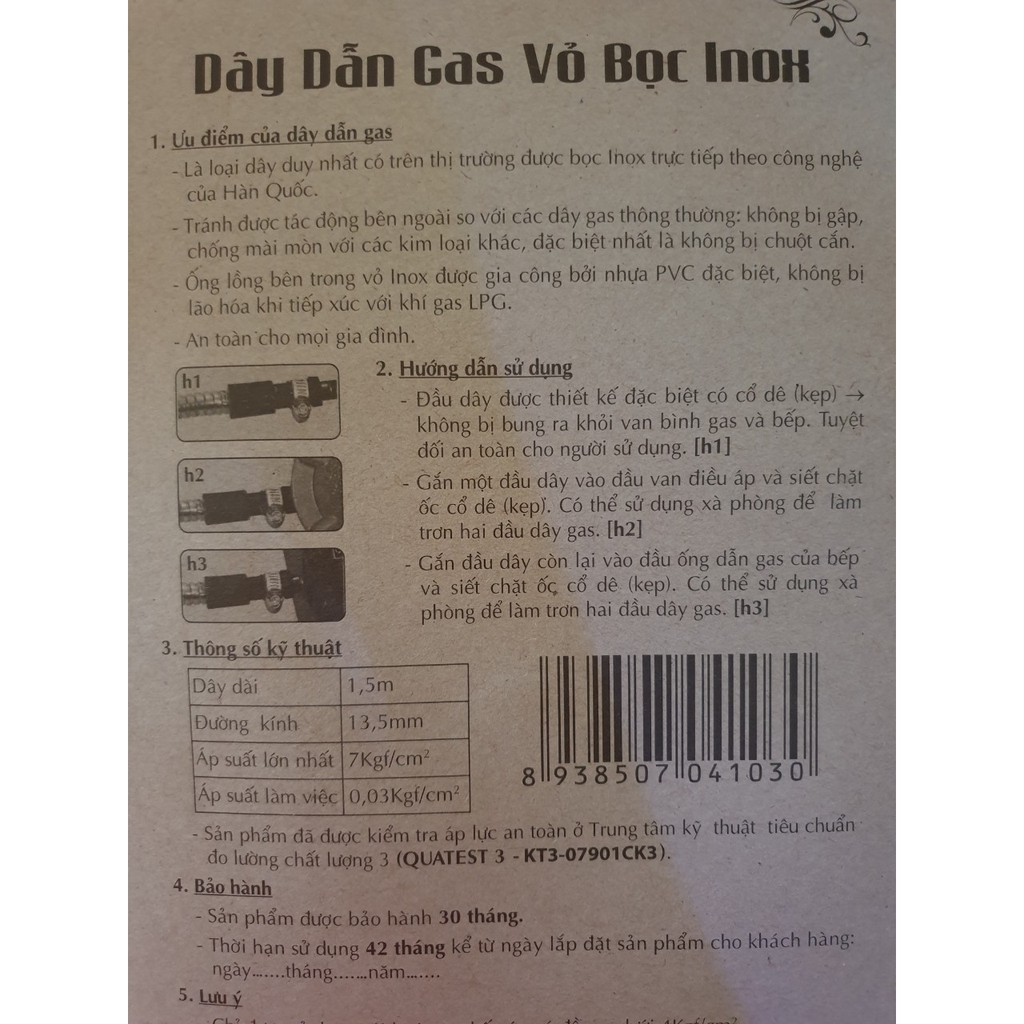 Dây Dẫn Gas Vỏ Bọc Inox
1. Ưu điểm của dây dẫn gas
- Là loại dây duy nhất có trên thị trường được bọc Inox trực tiếp theo công nghệ
của Hàn Quốc.
- Tránh được tác động bên ngoài so với các dây gas thông thường: không bị gập,
chống mài mòn với các kim loại khác, đặc biệt nhất là không bị chuột cắn.
- Ống lồng bên trong vỏ Inox được gia công bởi nhựa PVC đặc biệt, không bị
lão hóa khi tiếp xúc với khí gas LPG.
- An toàn cho mọi gia đình.
h1
h2
h3
2. Hướng dẫn sử dụng
- Đầu dây được thiết kế đặc biệt có cổ dê (kẹp) →
không bị bung ra khỏi van bình gas và bếp. Tuyệt
đối an toàn cho người sử dụng. [h1]
- Gắn một đầu dây vào đầu van điều áp và siết chặt
ốc cổ dê (kẹp). Có thể sử dụng xà phòng để làm
trơn hai đầu dây gas. [h2]
- Gắn đầu dây còn lại vào đầu ống dẫn gas của bếp
và siết chặt ốc cổ dê (kẹp). Có thể sử dụng xà
phòng để làm trơn hai đầu dây gas. [h3]
3. Thông số kỹ thuật
Dây dài 1,5m
Đường kính 13,5mm
Áp suất lớn nhất 7Kgf/cm²
Áp suất làm việc 0,03Kgf/cm²
8 938507 041030
- Sản phẩm đã được kiểm tra áp lực an toàn ở Trung tâm kỹ thuật tiêu chuẩn
đo lường chất lượng 3 (QUATEST 3 - KT3-07901CK3).
4. Bảo hành
- Sản phẩm được bảo hành 30 tháng.
- Thời hạn sử dụng 42 tháng kể từ ngày lắp đặt sản phẩm cho khách hàng:
ngày.......tháng.......năm.......
5. Lưu ý